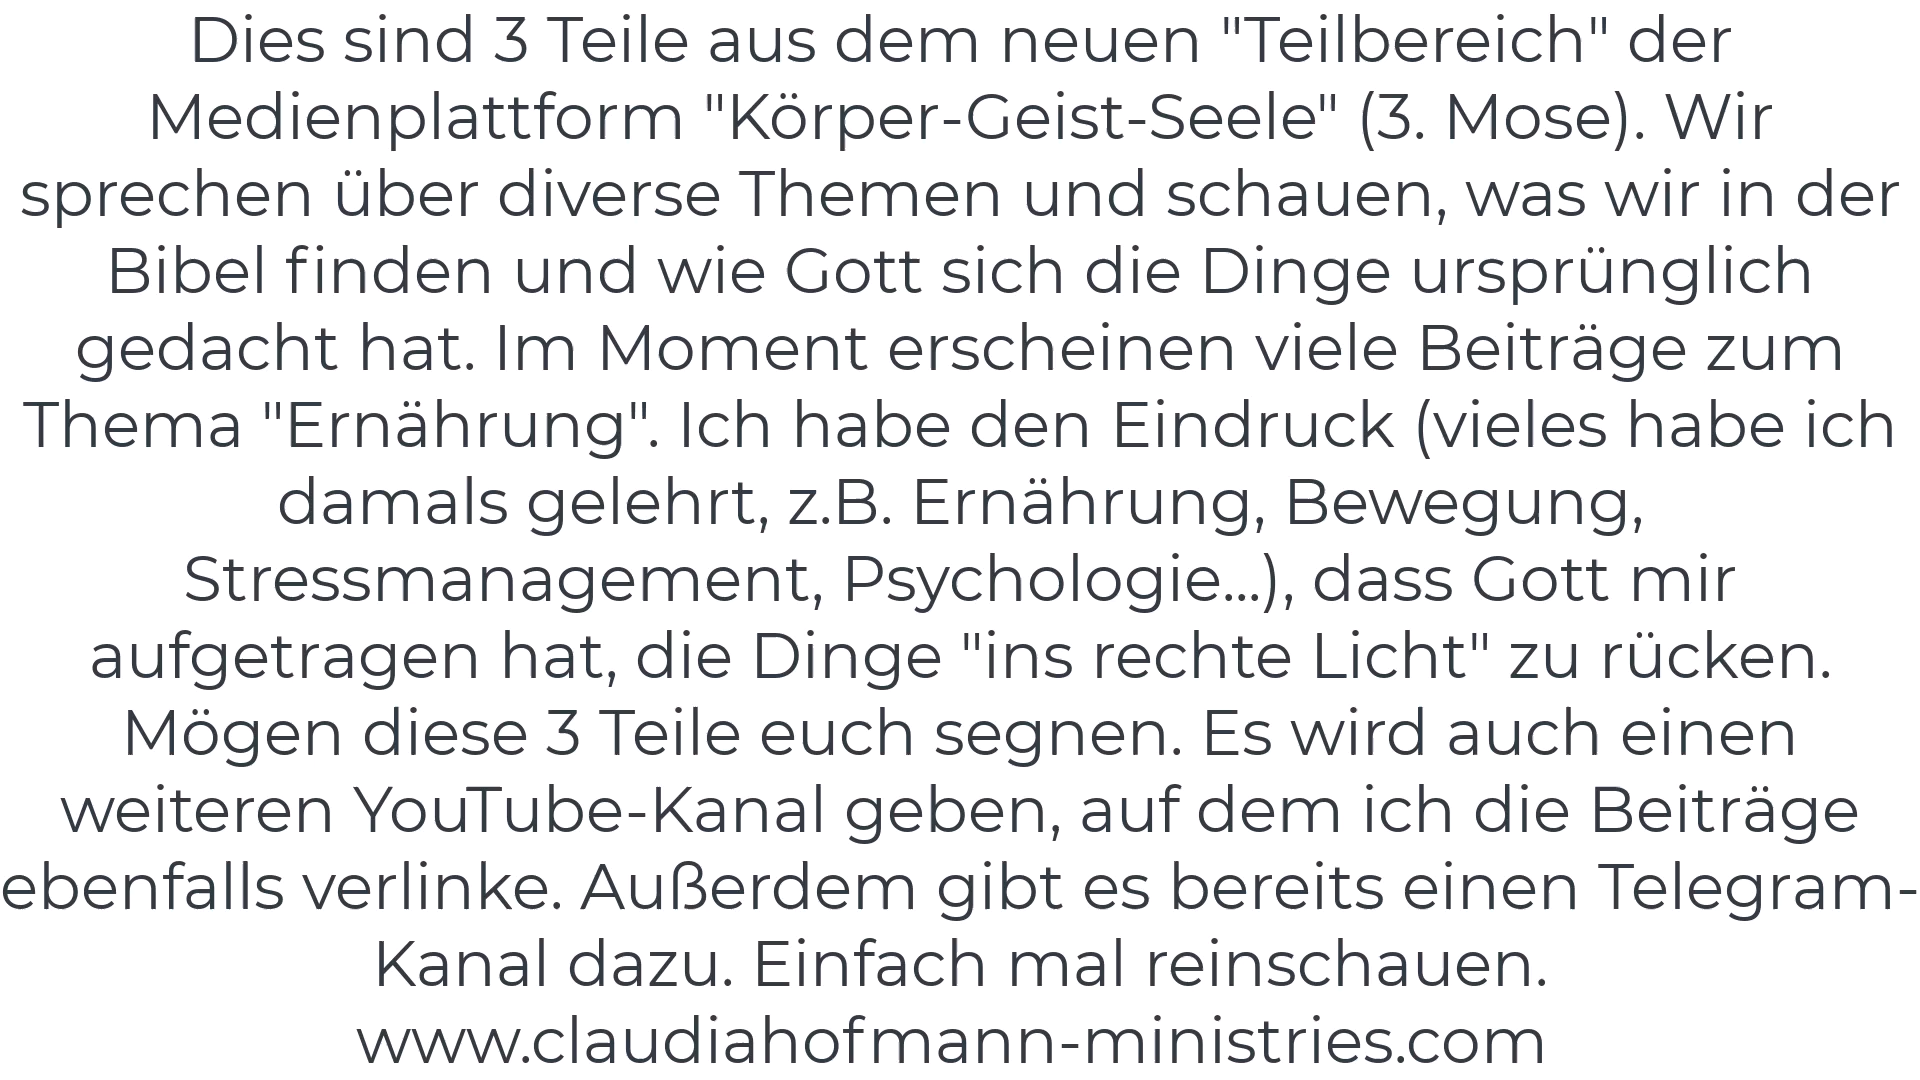 Dies sind 3 Teile aus dem neuen "Teilbereich" der
Medienplattform "Körper-Geist-Seele" (3. Mose). Wir
sprechen über diverse Themen und schauen, was wir in der
Bibel finden und wie Gott sich die Dinge ursprünglich
gedacht hat. Im Moment erscheinen viele Beiträge zum
Thema "Ernährung". Ich habe den Eindruck (vieles habe ich
damals gelehrt, z.B. Ernährung, Bewegung,
Stressmanagement, Psychologie...), dass Gott mir
aufgetragen hat, die Dinge "ins rechte Licht" zu rücken.
Mögen diese 3 Teile euch segnen. Es wird auch einen
weiteren YouTube-Kanal geben, auf dem ich die Beiträge
ebenfalls verlinke. Außerdem gibt es bereits einen Telegram-
Kanal dazu. Einfach mal reinschauen.
www.claudiahofmann-ministries.com